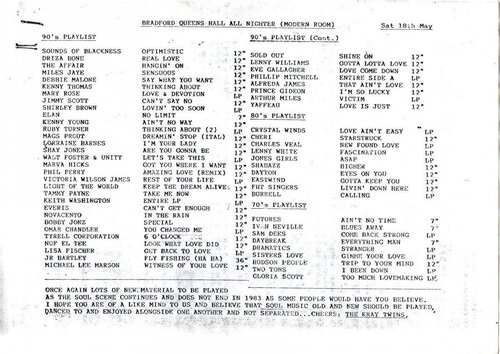 BRADFORD QUEENS HALL ALL NIGHTER (MODERN ROOM) Sat 18th May
90's PLAYLIST
SOUNDS OF BLACKNESS OPTIMISTIC 12"
DRIZA BONE REAL LOVE 12"
THE AFFAIR HANGIN' ON 12"
MILES JAYE SENSUOUS 12"
DEBBIE MALONE SAY WHAT YOU WANT 12"
KENNY THOMAS THINKING ABOUT 12"
MARY ROSE LOVE & DEVOTION LP
JIMMY SCOTT CAN'T SAY NO 12"
SHIRLEY BROWN LOVIN' TOO SOON LP
ELAN NO LIMIT 7"
KENNY YOUNG AIN'T NO WAY 12"
RUBY TURNER THINKING ABOUT (2) 12"
MAGS PROUT DREAMIN' STOP (ITAL) 12"
LORRAINE BARNES I'M YOUR LADY 12"
SHAY JONES ARE YOU GONNA BE 12"
WALT FOSTER & UNITY LET'S TAKE THIS LP
MARVA HICKS GOT YOU WHERE I WANT 12"
PHIL PERRY AMAZING LOVE (REMIX) 12"
VICTORIA WILSON JAMES REST OF YOUR LIFE LP
LIGHT OF THE WORLD KEEP THE DREAM ALIVE 12"
TAMMY PAYNE TAKE ME NOW 12"
KEITH WASHINGTON ENTIRE LP LP
EVERIS CAN'T GET ENOUGH 12"
NOVACENTO IN THE RAIN 12"
BOBBY JONZ SPECIAL 12"
OMAR CHANDLER YOU CHANGED ME LP
TYRELL CORPORATION 6 O'CLOCK 12"
NUF EL TEE LOOK WHAT LOVE DID 12"
LISA FISCHER GET BACK TO LOVE LP
JR BARTLEY FLY FISHING (HA HA) 36"
MICHAEL LEE MARSON WITNESS OF YOUR LOVE 12"
90's PLAYLIST (Cont.)
SOLD OUT SHINE ON 12"
LENNY WILLIAMS GOTTA LOTTA LOVE 12"
EVE GALLAGHER LOVE COME DOWN 12"
PHILLIP MITCHELL ENTIRE SIDE A LP
ALFREDA JAMES THAT AIN'T LOVE 12"
PRINCE GIDEON I'M SO LUCKY 12"
ARTHUR MILES VICTIM LP
YAFFEAU LOVE IS JUST 12"
80's PLAYLIST
CRYSTAL WINDS LOVE AIN'T EASY LP
CHERI STARSTRUCK 12"
CHARLES VEAL NEW FOUND LOVE LP
LENNY WHITE FASCINATION LP
JONES GIRLS ASAP LP
SHABAZZ HIGHER 12"
DAYTON EYES ON YOU 12"
EASTWIND GOTTA KEEP YOU 12"
PIP SINGERS LIVIN' DOWN HERE 12"
BURRELL CALLING LP
70's PLAYLIST
FUTURES AIN'T NO TIME 7"
IVOR NEVILLE BLUES AWAY 7"
SAM DEES COME BACK STRONG LP
DAYBREAK EVERYTHING MAN 7"
DRAMATICS STRANGER LP
SISTERS LOVE GIMME YOUR LOVE LP
HUDSON PEOPLE TRIP TO YOUR MIND 12"
TWO TONS I BEEN DOWN LP
GLORIA SCOTT TOO MUCH LOVEMAKING LP
ONCE AGAIN LOTS OF NEW MATERIAL TO BE PLAYED
AS THE SOUL SCENE CONTINUES AND DOES NOT END IN 1983 AS SOME PEOPLE WOULD HAVE YOU BELIEVE.
I HOPE YOU ARE OF A LIKE MIND TO US AND BELIEVE THAT SOUL MUSIC OLD AND NEW SHOULD BE PLAYED,
DANCED TO AND ENJOYED ALONGSIDE ONE ANOTHER AND NOT SEPARATED...CHEERS: THE KRAY TWINS.